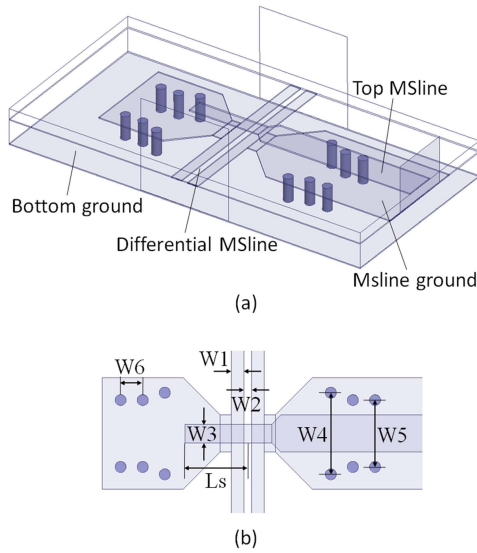 Top MSline
Bottom ground
Differential MSline
Msline ground
(a)
W1
W6
W2
W3
W4
W5
Ls
(b)